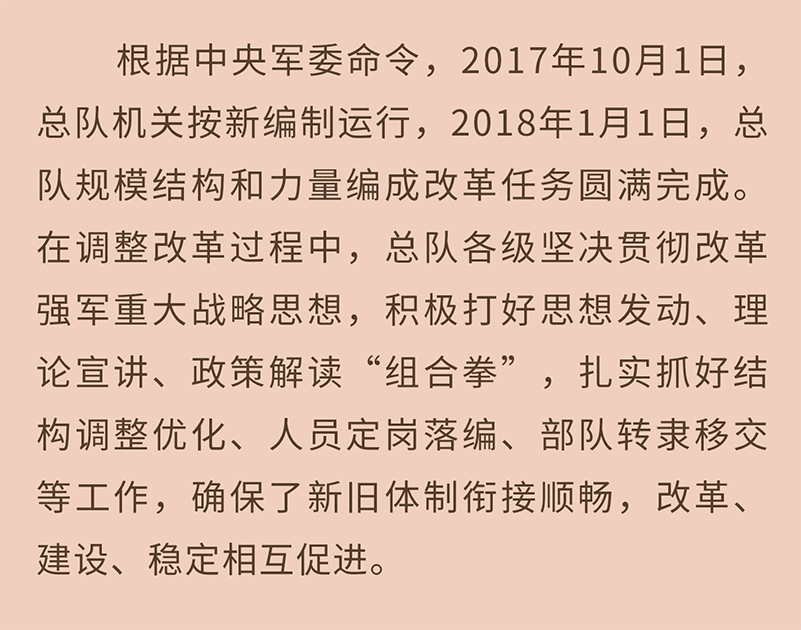 根据中央军委命令，2017年10月1日，
总队机关按新编制运行，2018年1月1日，总
队规模结构和力量编成改革任务圆满完成。
在调整改革过程中，总队各级坚决贯彻改革
强军重大战略思想，积极打好思想发动、理
论宣讲、政策解读“组合拳”，扎实抓好结
构调整优化、人员定岗落编、部队转隶移交
等工作，确保了新旧体制衔接顺畅，改革、
建设、稳定相互促进。